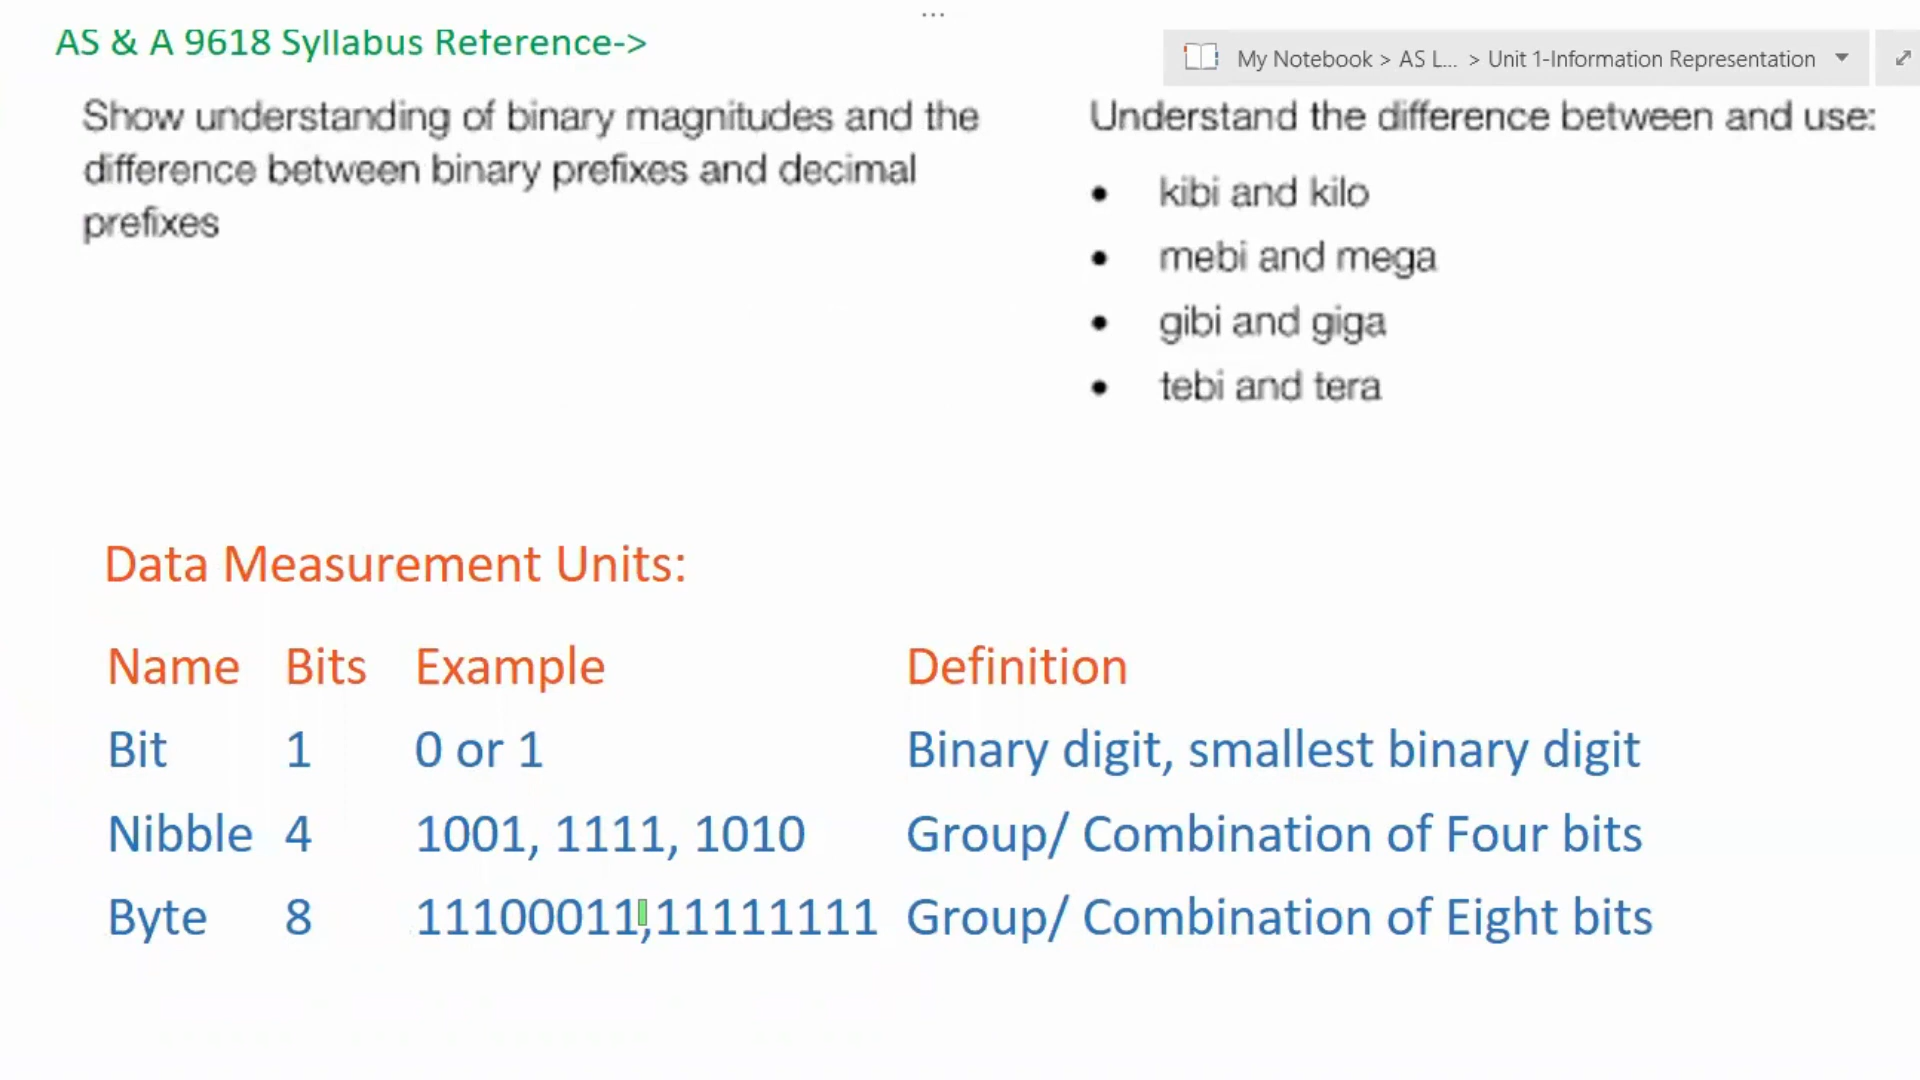 AS & A 9618 Syllabus Reference->
...
My Notebook > AS L... > Unit 1-Information Representation
Show understanding of binary magnitudes and the
difference between binary prefixes and decimal
prefixes
Understand the difference between and use:
• kibi and kilo
• mebi and mega
• gibi and giga
• tebi and tera
Data Measurement Units:
Name Bits Example Definition
Bit 1 0 or 1 Binary digit, smallest binary digit
Nibble 4 1001, 1111, 1010 Group/ Combination of Four bits
Byte 8 11100011,11111111 Group/ Combination of Eight bits